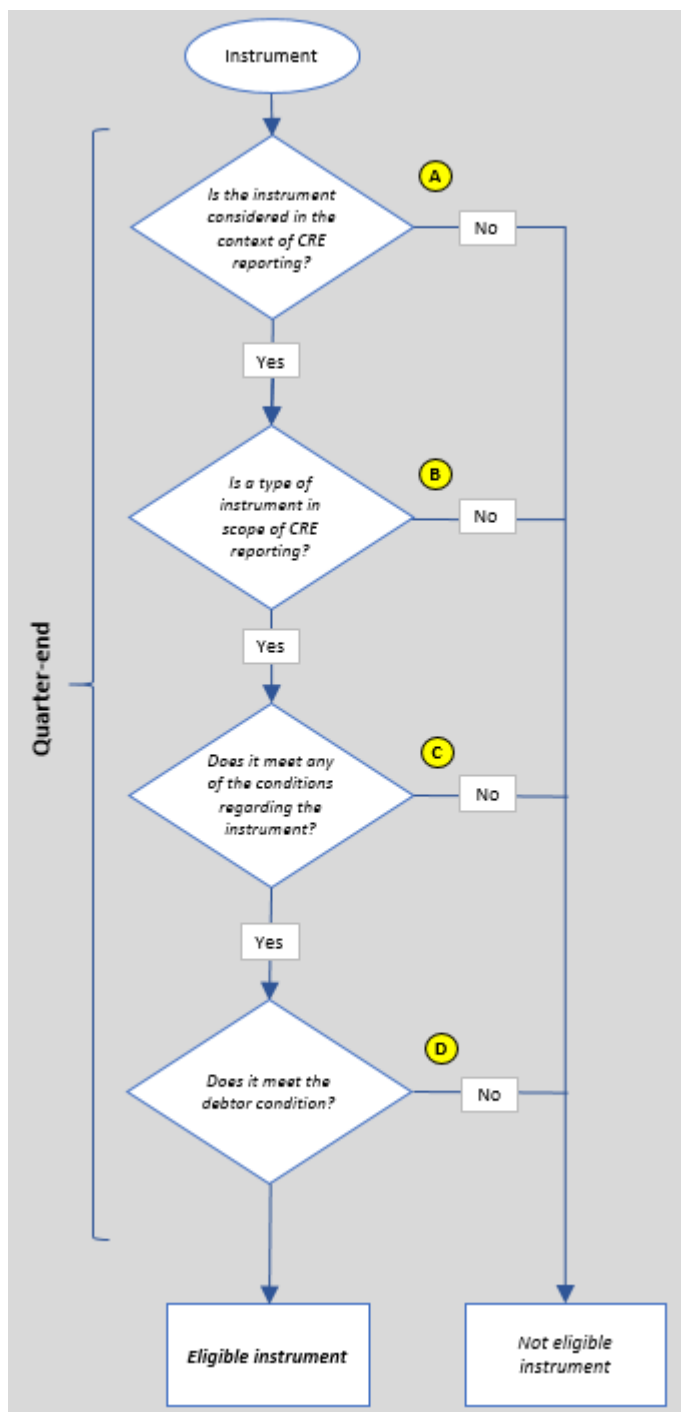 Instrument
Is the instrument
considered in the
context of CRE
reporting?
A
No
Yes
Is a type of
instrument in
scope of CRE
reporting?
B
No
Yes
Quarter-end
Does it meet any
of the conditions
regarding the
instrument?
C
No
Yes
Does it meet the
debtor condition?
D
No
Eligible instrument
Not eligible
instrument